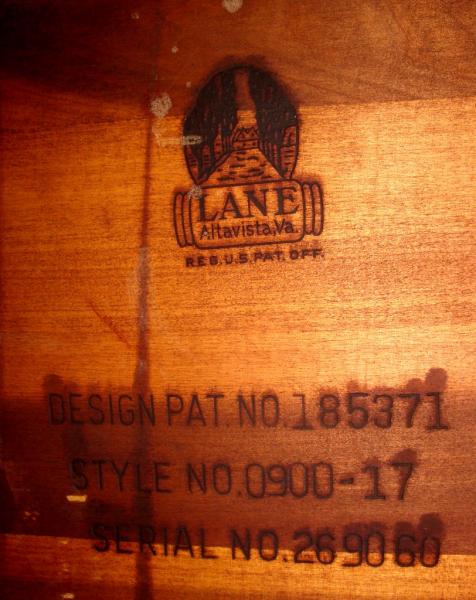 LANE
Altavista, Va.
REG. U.S. PAT. OFF.
DESIGN PAT. NO. 185371
STYLE NO. 0900-17
SERIAL NO. 269060